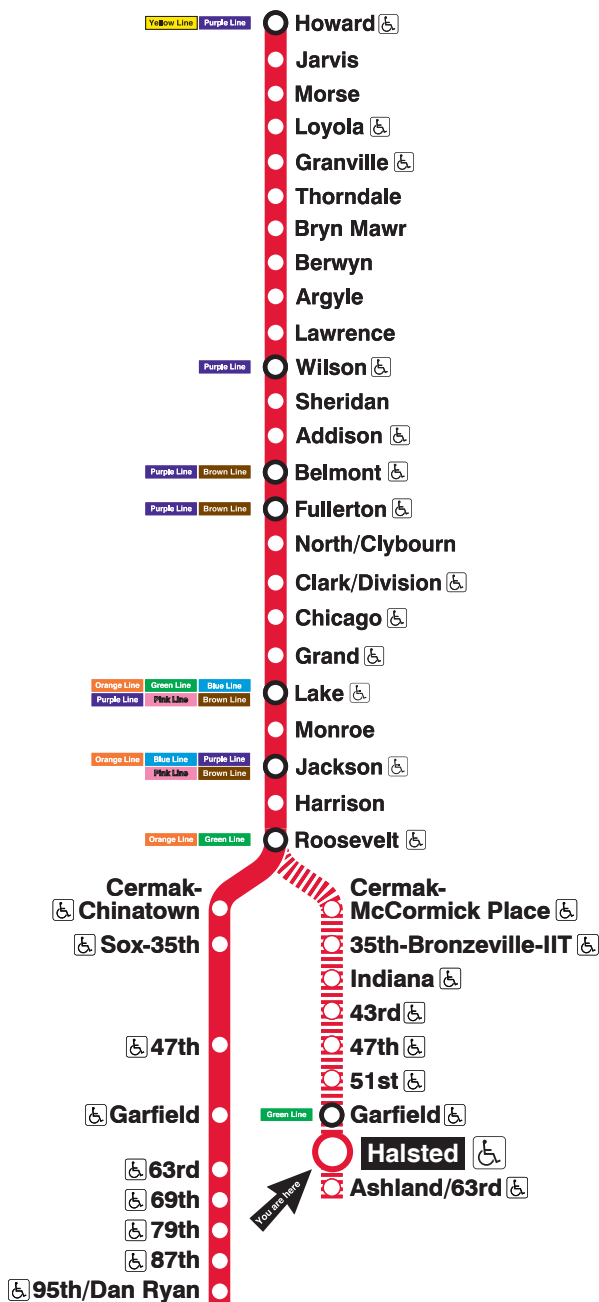 Yellow Line Purple Line Howard
Jarvis
Morse
Loyola
Granville
Thorndale
Bryn Mawr
Berwyn
Argyle
Lawrence
Purple Line Wilson
Sheridan
Addison
Purple Line Brown Line Belmont
Purple Line Brown Line Fullerton
North/Clybourn
Clark/Division
Chicago
Grand
Orange Line Green Line Blue Line
Purple Line Pink Line Brown Line
Lake
Monroe
Orange Line Blue Line Purple Line
Pink Line Brown Line
Jackson
Harrison
Orange Line Green Line Roosevelt
Cermak-
Chinatown
Sox-35th
47th
Garfield
63rd
69th
79th
87th
95th/Dan Ryan
Cermak-
McCormick Place
35th-Bronzeville-IIT
Indiana
43rd
47th
51st
Green Line Garfield
Halsted
You are here
Ashland/63rd